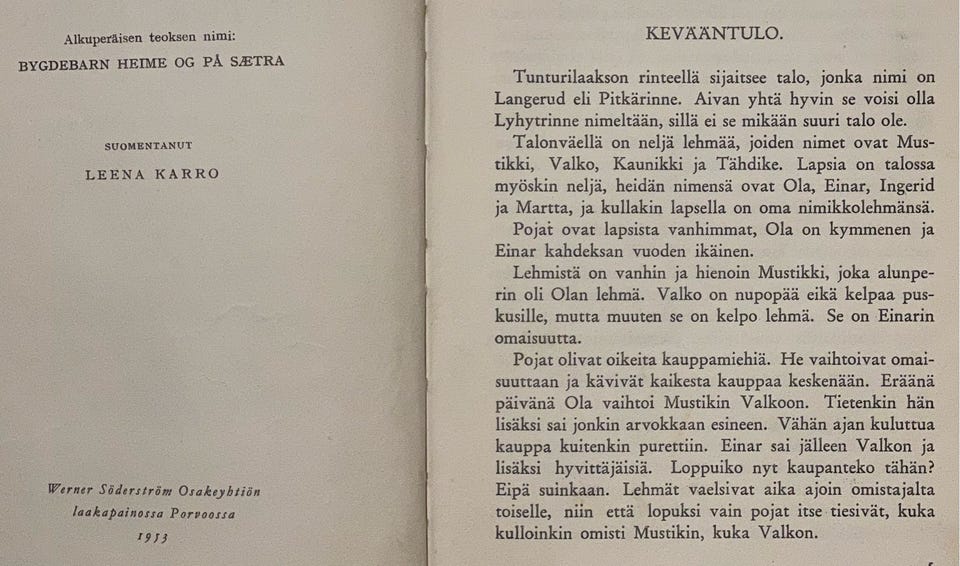 Alkuperäisen teoksen nimi:
BYGDEBARN HEIME OG PÅ SÆTRA
SUOMENTANUT
LEENA KARRO
Werner Söderström Osakeyhtiön
laakapainossa Porvoossa
1953
KEVÄÄNTULO.
Tunturilaakson rinteellä sijaitsee talo, jonka nimi on
Langerud eli Pitkärinne. Aivan yhtä hyvin se voisi olla
Lyhytrinne nimeltään, sillä ei se mikään suuri talo ole.
Talonväellä on neljä lehmää, joiden nimet ovat Mus-
tikki, Valko, Kaunikki ja Tähdike. Lapsia on talossa
myöskin neljä, heidän nimensä ovat Ola, Einar, Ingerid
ja Martta, ja kullakin lapsella on oma nimikkolehmänsä.
Pojat ovat lapsista vanhimmat, Ola on kymmenen ja
Einar kahdeksan vuoden ikäinen.
Lehmistä on vanhin ja hienoin Mustikki, joka alunpe-
rin oli Olan lehmä. Valko on nupopää eikä kelpaa pus-
kusille, mutta muuten se on kelpo lehmä. Se on Einarin
omaisuutta.
Pojat olivat oikeita kauppamiehiä. He vaihtoivat omai-
suuttaan ja kävivät kaikesta kauppaa keskenään. Eräänä
päivänä Ola vaihtoi Mustikin Valkoon. Tietenkin hän
lisäksi sai jonkin arvokkaan esineen. Vähän ajan kuluttua
kauppa kuitenkin purettiin. Einar sai jälleen Valkon ja
lisäksi hyvittäjäisiä. Loppuiko nyt kaupanteko tähän?
Eipä suinkaan. Lehmät vaelsivat aika ajoin omistajalta
toiselle, niin että lopuksi vain pojat itse tiesivät, kuka
kulloinkin omisti Mustikin, kuka Valkon.